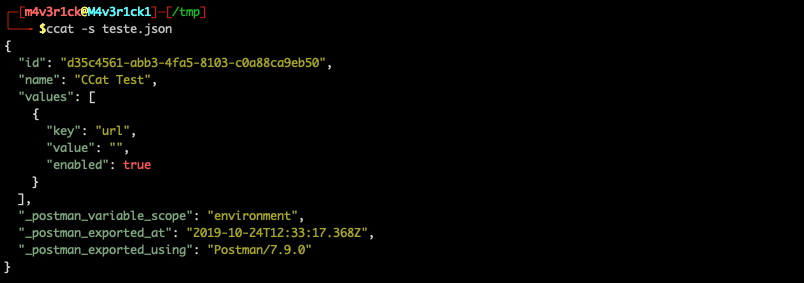 [m4v3r1ck@M4v3r1ck1]-[/tmp]
$ccat -s teste.json
{
"id": "d35c4561-abb3-4fa5-8103-c0a88ca9eb50",
"name": "CCat Test",
"values": [
{
"key": "url",
"value": "",
"enabled": true
}
],
"_postman_variable_scope": "environment",
"_postman_exported_at": "2019-10-24T12:33:17.368Z",
"_postman_exported_using": "Postman/7.9.0"
}